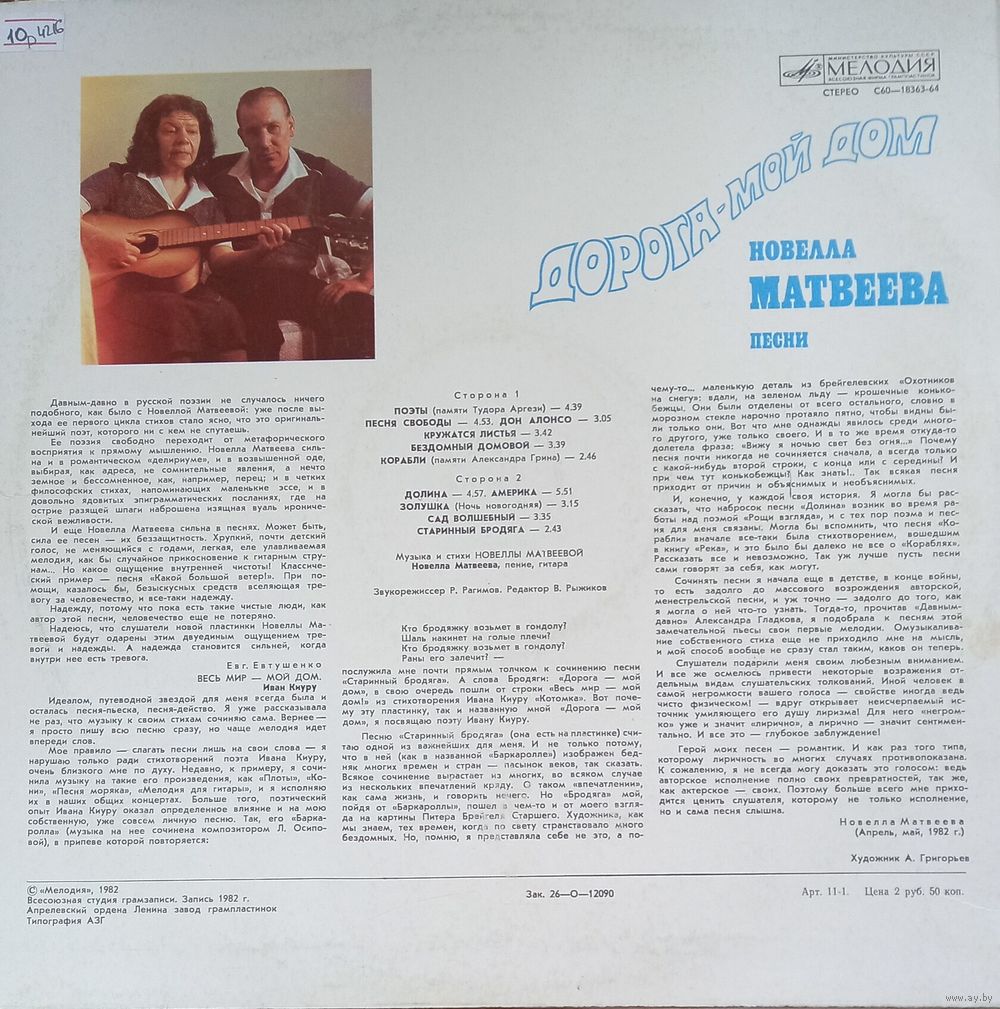 10р 4216
МИНИСТЕРСТВО КУЛЬТУРЫ СССР
МЕЛОДИЯ
ВСЕСОЮЗНАЯ ФИРМА ГРАМПЛАСТИНОК
СТЕРЕО С60—18363-64
ДОРОГА-МОЙ ДОМ
НОВЕЛЛА
МАТВЕЕВА
ПЕСНИ
Давным-давно в русской поэзии не случалось ничего
подобного, как было с Новеллой Матвеевой: уже после вы-
хода ее первого цикла стихов стало ясно, что это оригиналь-
нейший поэт, которого ни с кем не спутаешь.
Ее поэзия свободно переходит от метафорического
восприятия к прямому мышлению. Новелла Матвеева силь-
на и в романтическом «делириуме», и в возвышенной оде,
выбирая, как адреса, не сомнительные явления, а нечто
земное и бессомненное, как, например, перец; и в четких
философских стихах, напоминающих маленькие эссе, и в
довольно ядовитых эпиграмматических посланиях, где на
острие разящей шпаги наброшена изящная вуаль ирониче-
ской вежливости.
И еще Новелла Матвеева сильна в песнях. Может быть,
сила ее песен — их беззащитность. Хрупкий, почти детский
голос, не меняющийся с годами, легкая, еле улавливаемая
мелодия, как бы случайное прикосновение к гитарным стру-
нам... Но какое ощущение внутренней чистоты! Классичес-
кий пример — песня «Какой большой ветер!». При по-
мощи, казалось бы, безыскусных средств вселяющая тре-
вогу за человечество, и все-таки надежду.
Надежду, потому что пока есть такие чистые люди, как
автор этой песни, человечество еще не потеряно.
Надеюсь, что слушатели новой пластинки Новеллы Ма-
твеевой будут одарены этим двуединым ощущением тре-
воги и надежды. А надежда становится сильней, когда
внутри нее есть тревога.
Евг. Евтушенко
ВЕСЬ МИР — МОЙ ДОМ.
Иван Киуру
Идеалом, путеводной звездой для меня всегда была и
осталась песня-пьеска, песня-действо. Я уже рассказывала
не раз, что музыку к своим стихам сочиняю сама. Вернее —
я просто пишу всю песню сразу, но чаще мелодия идет
впереди слов.
Мое правило — слагать песни лишь на свои слова — я
нарушаю только ради стихотворений поэта Ивана Киуру,
очень близкого мне по духу. Недавно, к примеру, я сочи-
нила музыку на такие его произведения, как «Плоты», «Ко-
ни», «Песня моряка», «Мелодия для гитары», и я исполняю
их в наших общих концертах. Больше того, поэтический
опыт Ивана Киуру оказал определенное влияние и на мою
собственную, уже совсем личную песню. Так, его «Барка-
ролла» (музыка на нее сочинена композитором Л. Осипо-
вой), в припеве которой повторяется:
Сторона 1
ПОЭТЫ (памяти Тудора Аргези) — 4.39
ПЕСНЯ СВОБОДЫ — 4.53. ДОН АЛОНСО — 3.05
КРУЖАТСЯ ЛИСТЬЯ — 3.42
БЕЗДОМНЫЙ ДОМОВОЙ — 3.39
КОРАБЛИ (памяти Александра Грина) — 2.46
Сторона 2
ДОЛИНА — 4.57. АМЕРИКА — 5.51
ЗОЛУШКА (Ночь новогодняя) — 3.15
САД ВОЛШЕБНЫЙ — 3.35
СТАРИННЫЙ БРОДЯГА — 2.43
Музыка и стихи НОВЕЛЛЫ МАТВЕЕВОЙ
Новелла Матвеева, пение, гитара
Звукорежиссер Р. Рагимов. Редактор В. Рыжиков
Кто бродяжку возьмет в гондолу?
Шаль накинет на голые плечи?
Кто бродяжку возьмет в гондолу?
Раны его залечит? —
послужила мне почти прямым толчком к сочинению песни
«Старинный бродяга». А слова Бродяги: «Дорога — мой
дом», в свою очередь пошли от строки «Весь мир — мой
дом!» из стихотворения Ивана Киуру «Котомка». Вот поче-
му эту пластинку, так и названную мной «Дорога — мой
дом», я посвящаю поэту Ивану Киуру.
Песню «Старинный бродяга» (она есть на пластинке) счи-
таю одной из важнейших для меня. И не только потому,
что в ней (как в названной «Баркаролле») изображен бед-
няк многих времен и стран — пасынок веков, так сказать.
Всякое сочинение вырастает из многих, во всяком случае
из нескольких впечатлений кряду. О таком «впечатлении»,
как сама жизнь, и говорить нечего. Но «Бродяга» мой,
пойдя от «Баркароллы», пошел в чем-то и от моего взгля-
да на картины Питера Брейгеля Старшего. Художника, как
мы знаем, тех времен, когда по свету странствовало много
бездомных. Но, помню, я представляла себе не это, а по-
чему-то... маленькую деталь из брейгелевских «Охотников
на снегу»: вдали, на зеленом льду — крошечные конько-
бежцы. Они были отделены от всего остального, словно в
морозном стекле нарочно протаяло пятно, чтобы видны бы-
ли только они. Вот что мне однажды явилось среди много-
го другого, уже только своего. И в то же время откуда-то
долетела фраза: «Вижу я ночью свет без огня...» Почему
песня почти никогда не сочиняется сначала, а всегда только
с какой-нибудь второй строки, с конца или с середины? И
при чем тут конькобежцы? Как знать!.. Так всякая песня
приходит от причин и объяснимых и необъяснимых.
И, конечно, у каждой своя история. Я могла бы рас-
сказать, что набросок песни «Долина» возник во время ра-
боты над поэмой «Рощи взгляда», и с тех пор поэма и пес-
ня для меня связаны. Могла бы вспомнить, что песня «Ко-
рабли» вначале все-таки была стихотворением, вошедшим
в книгу «Река», и это было бы далеко не все о «Кораблях».
Рассказать все и невозможно. Так уж лучше пусть песни
сами говорят за себя, как могут.
Сочинять песни я начала еще в детстве, в конце войны,
то есть задолго до массового возрождения авторской,
менестрельской песни, и уж точно — задолго до того, как
я могла о ней что-то узнать. Тогда-то, прочитав «Давным-
давно» Александра Гладкова, я подобрала к песням этой
замечательной пьесы свои первые мелодии. Омузыкалива-
ние собственного стиха еще не приходило мне на мысль,
и мой способ вообще не сразу стал таким, каков он теперь.
Слушатели подарили меня своим любезным вниманием.
И все же осмелюсь привести некоторые возражения от-
дельным видам слушательских толкований. Иной человек в
самой негромкости вашего голоса — свойстве иногда ведь
чисто физическом! — вдруг открывает неисчерпаемый ис-
точник умиляющего его душу лиризма! Для него «негром-
ко» уже и значит «лирично», а лирично — значит сентимен-
тально. И все это — глубокое заблуждение!
Герой моих песен — романтик. И как раз того типа,
которому лиричность во многих случаях противопоказана.
К сожалению, я не всегда могу доказать это голосом: ведь
авторское исполнение полно своих превратностей, так же,
как актерское — своих. Поэтому больше всего мне прихо-
дится ценить слушателя, которому не только исполнение,
но и сама песня слышна.
Новелла Матвеева
(Апрель, май, 1982 г.)
Художник А. Григорьев
© «Мелодия», 1982
Всесоюзная студия грамзаписи. Запись 1982 г.
Апрелевский ордена Ленина завод грампластинок
Типография АЗГ
Зак. 26—О—12090
Арт. 11-1. Цена 2 руб. 50 коп.
www.ay.by